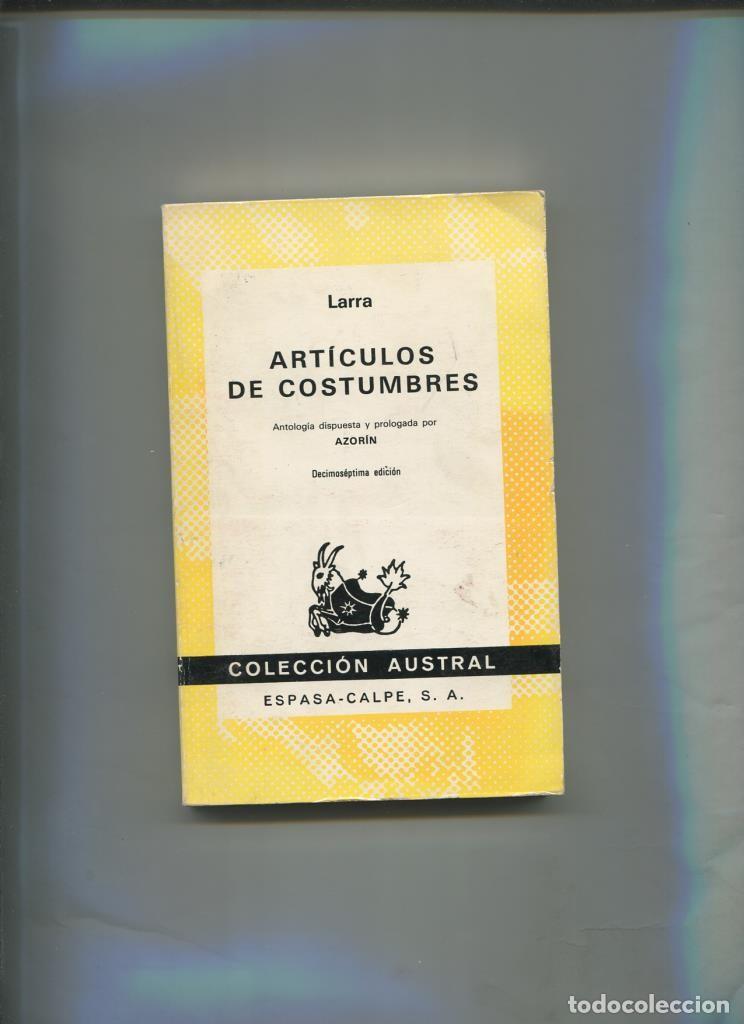 Larra
ARTÍCULOS
DE COSTUMBRES
Antología dispuesta y prologada por
AZORÍN
Decimoséptima edición
COLECCIÓN AUSTRAL
ESPASA-CALPE, S. A.
todocoleccion